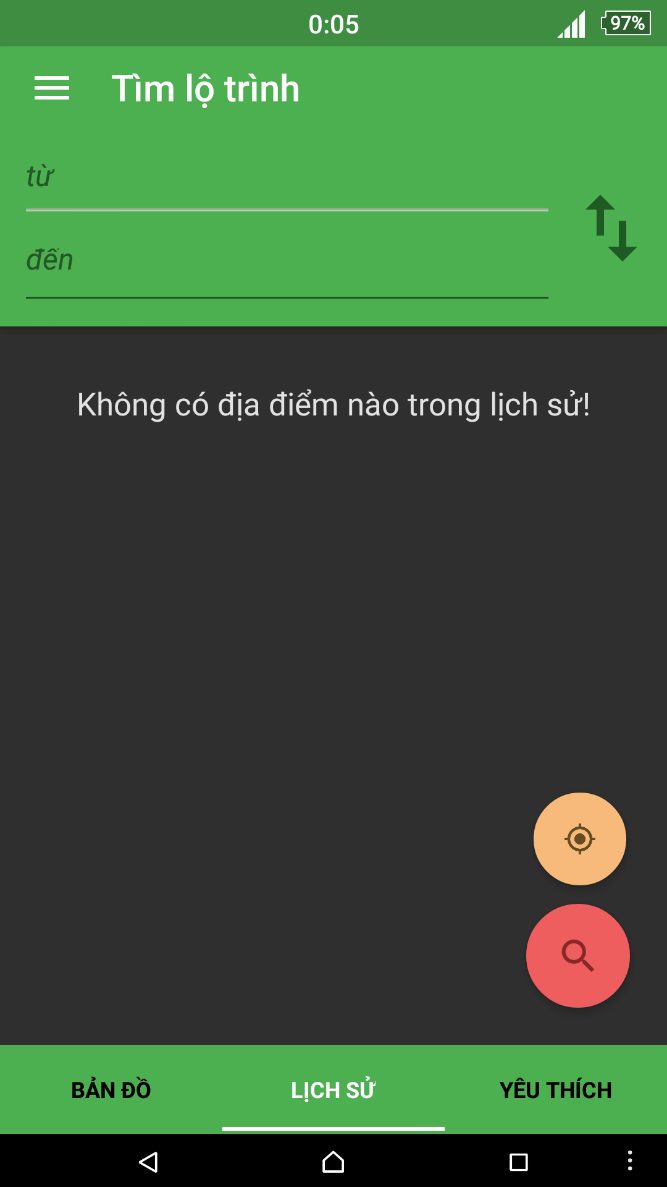 0:05
97%
Tìm lộ trình
từ
đến
Không có địa điểm nào trong lịch sử!
BẢN ĐỒ
LỊCH SỬ
YÊU THÍCH